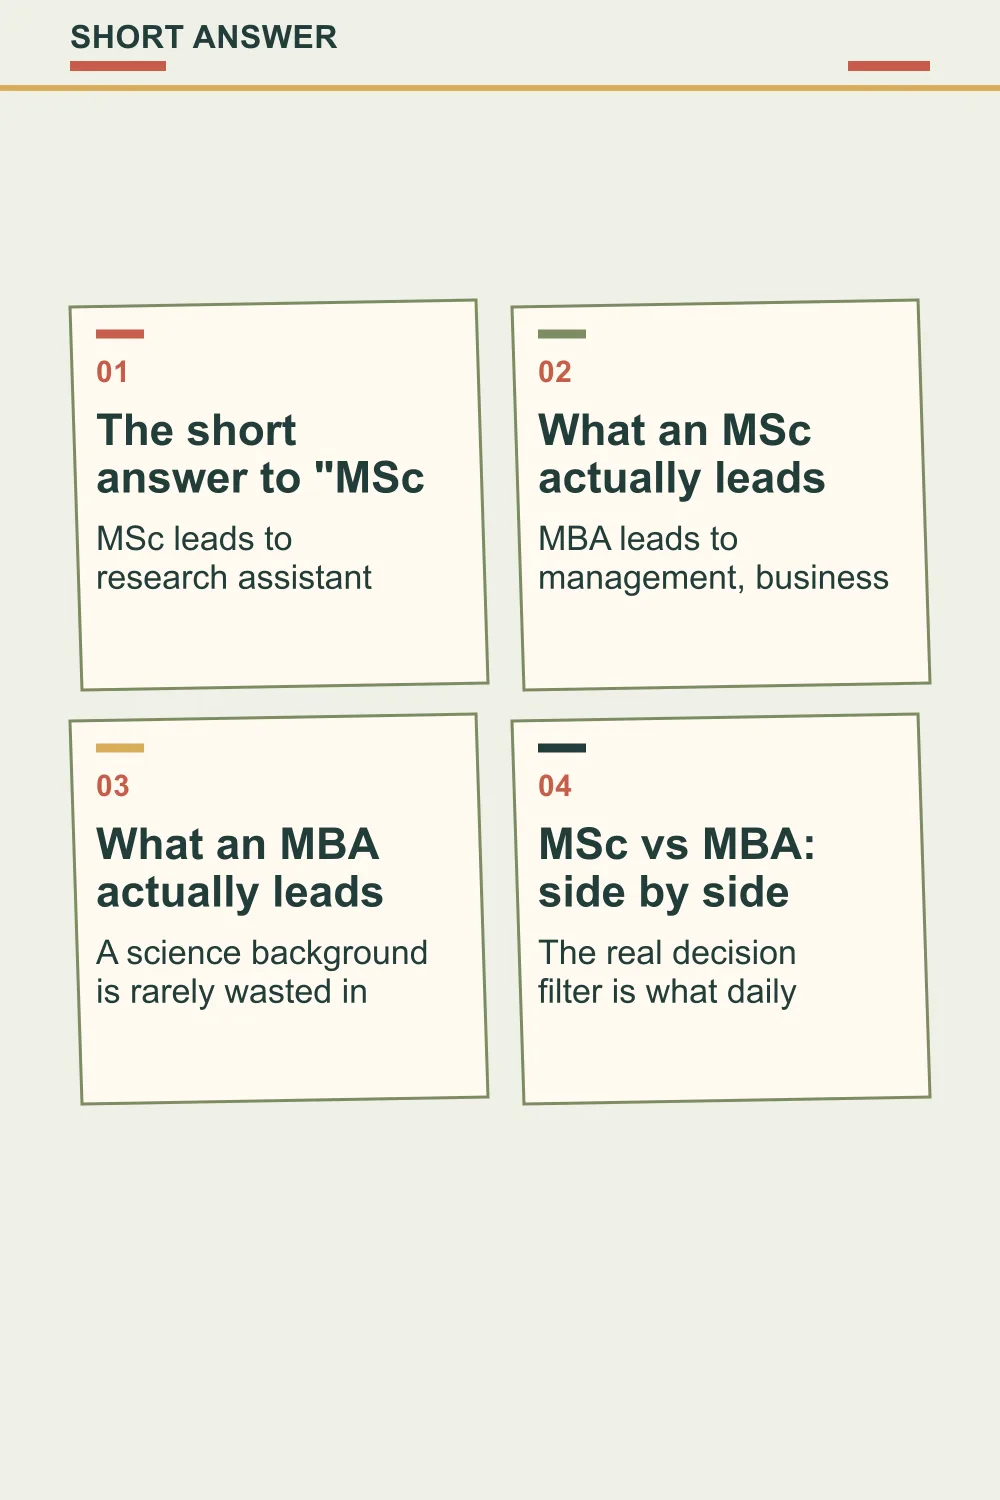 SHORT ANSWER
01
The short
answer to "MSc
MSc leads to
research assistant
02
What an MSc
actually leads
MBA leads to
management, business
03
What an MBA
actually leads
A science background
is rarely wasted in
04
MSc vs MBA:
side by side
The real decision
filter is what daily